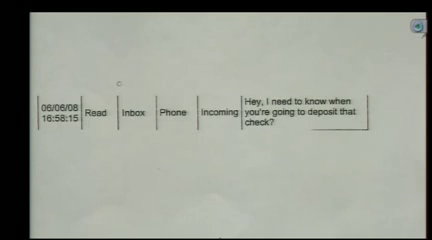 06/06/08
16:58:15
Read
Inbox
Phone
Incoming
Hey, I need to know when
you're going to deposit that
check?